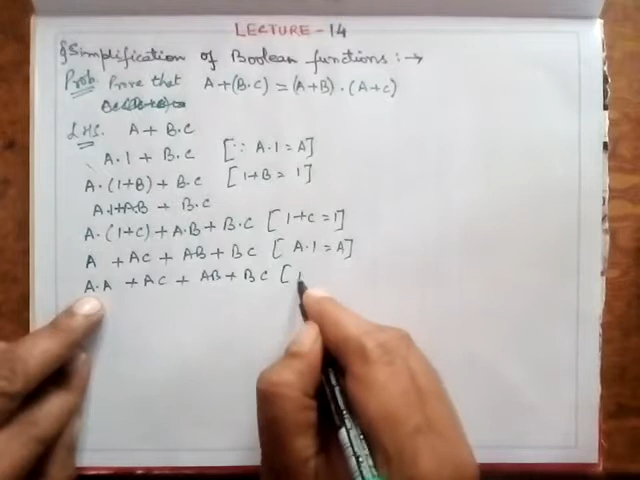 LECTURE - 14
§ Simplification of Boolean functions :→
Prob. Prove that A+(B.C) = (A+B) . (A+C)
LHS. A + B.C
A.1 + B.C [∵ A.1 = A]
A.(1+B) + B.C [1+B = 1]
A.1+A.B + B.C
A.(1+C) + A.B + B.C [1+C = 1]
A + AC + AB + BC [A.1 = A]
A.A + AC + AB + BC [